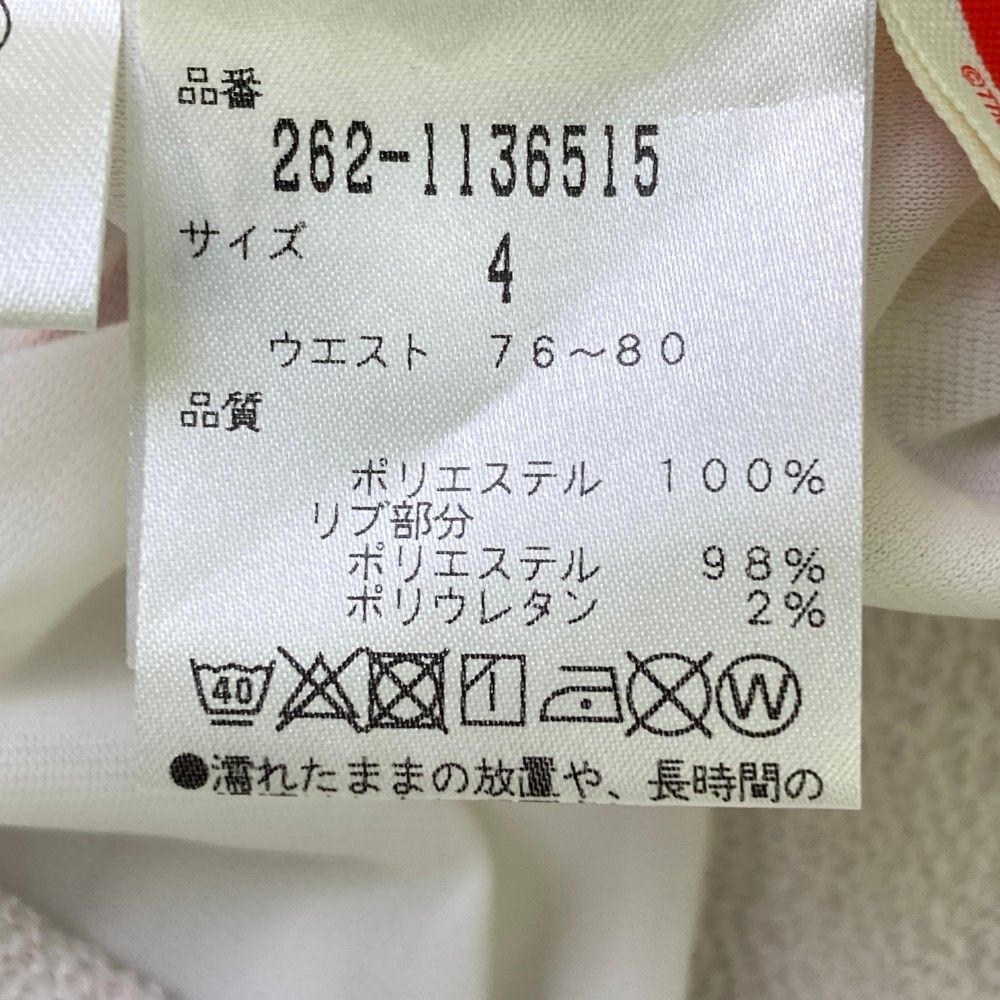 品番
262-1136515
サイズ 4
ウエスト 76～80
品質
ポリエステル 100%
リブ部分
ポリエステル 98%
ポリウレタン 2%
40 W
●濡れたままの放置や、長時間の